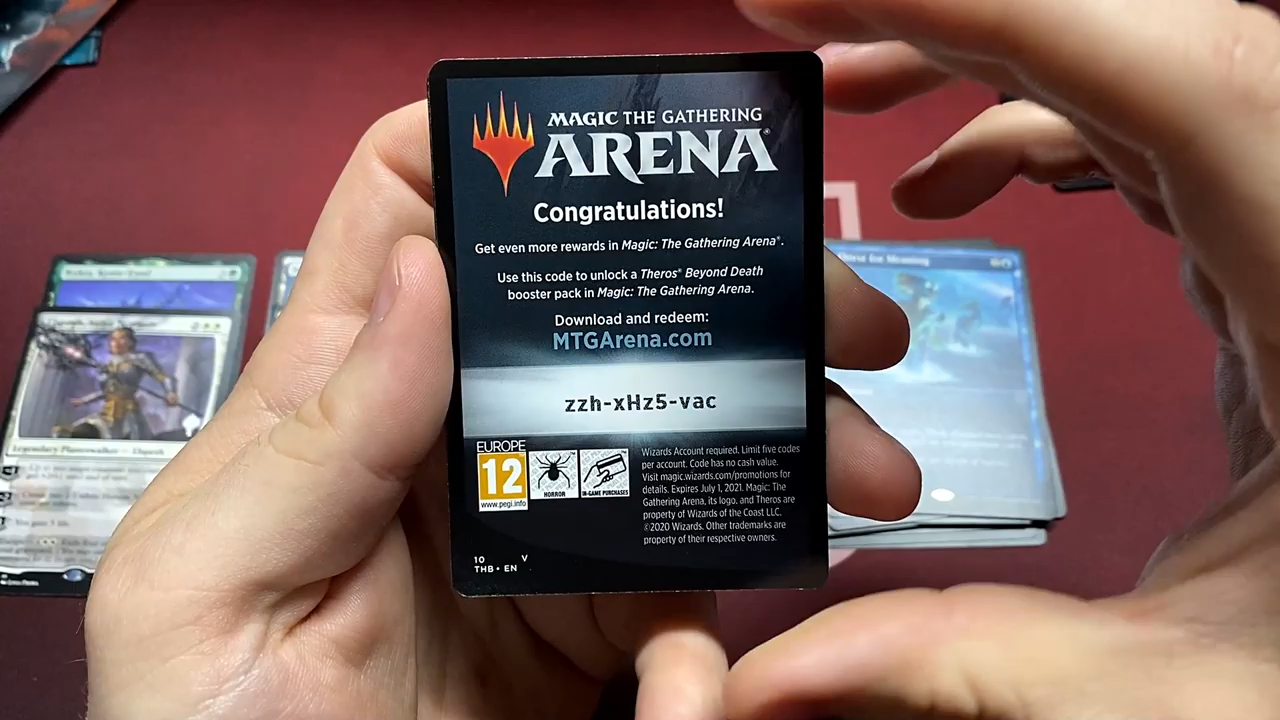 MAGIC THE GATHERING
ARENA®
Congratulations!
Get even more rewards in Magic: The Gathering Arena®.
Use this code to unlock a Theros® Beyond Death
booster pack in Magic: The Gathering Arena.
Download and redeem:
MTGArena.com
zzh-xHz5-vac
EUROPE
12
www.pegi.info
HORROR
IN-GAME PURCHASES
Wizards Account required. Limit five codes
per account. Code has no cash value.
Visit magic.wizards.com/promotions for
details. Expires July 1, 2021. Magic: The
Gathering Arena, its logo, and Theros are
property of Wizards of the Coast LLC.
©2020 Wizards. Other trademarks are
property of their respective owners.
10 V
THB • EN
Thirst for Meaning
Legendary Planeswalker — Elspeth